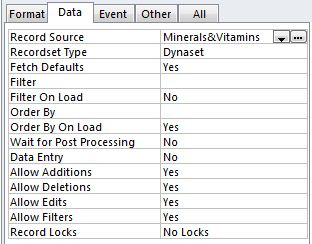 Format Data Event Other All
Record Source Minerals&Vitamins
Recordset Type Dynaset
Fetch Defaults Yes
Filter
Filter On Load No
Order By
Order By On Load Yes
Wait for Post Processing No
Data Entry No
Allow Additions Yes
Allow Deletions Yes
Allow Edits Yes
Allow Filters Yes
Record Locks No Locks